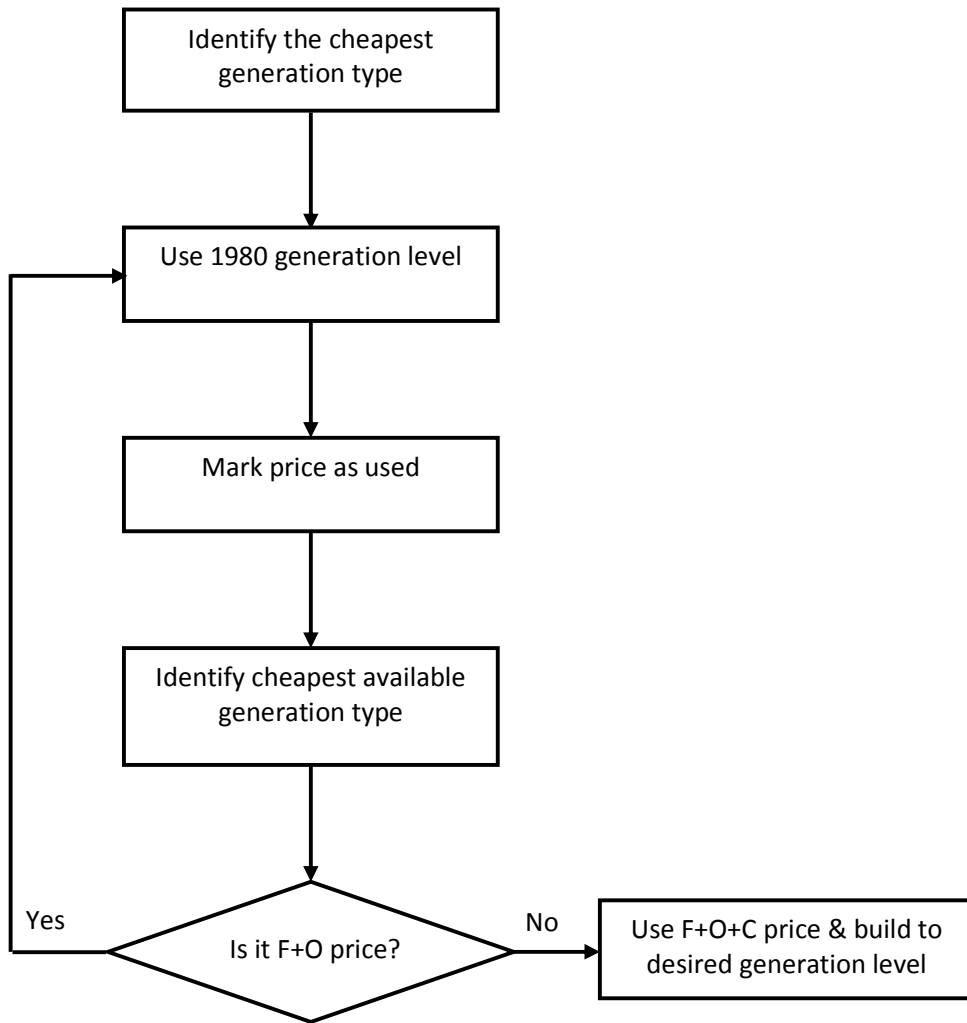 Identify the cheapest
generation type
Use 1980 generation level
Mark price as used
Identify cheapest available
generation type
Is it F+O price?
Yes
No
Use F+O+C price & build to
desired generation level